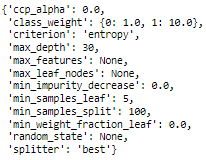 {'ccp_alpha': 0.0,
'class_weight': {0: 1.0, 1: 10.0},
'criterion': 'entropy',
'max_depth': 30,
'max_features': None,
'max_leaf_nodes': None,
'min_impurity_decrease': 0.0,
'min_samples_leaf': 5,
'min_samples_split': 100,
'min_weight_fraction_leaf': 0.0,
'random_state': None,
'splitter': 'best'}